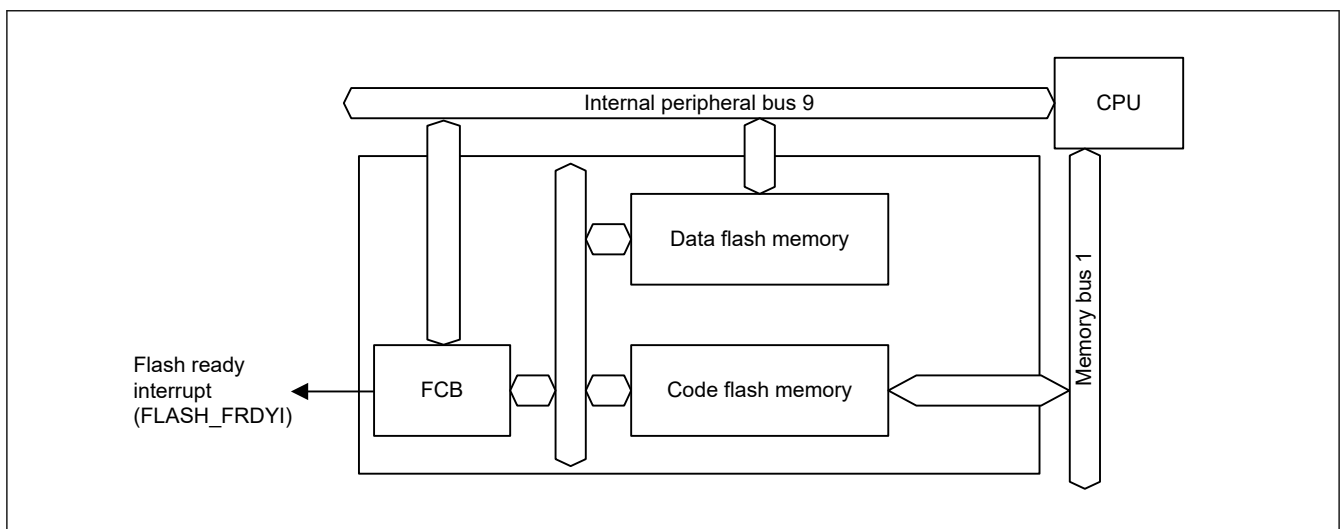 Internal peripheral bus 9
CPU
Data flash memory
Memory bus 1
Flash ready
interrupt
(FLASH_FRDYI)
FCB
Code flash memory